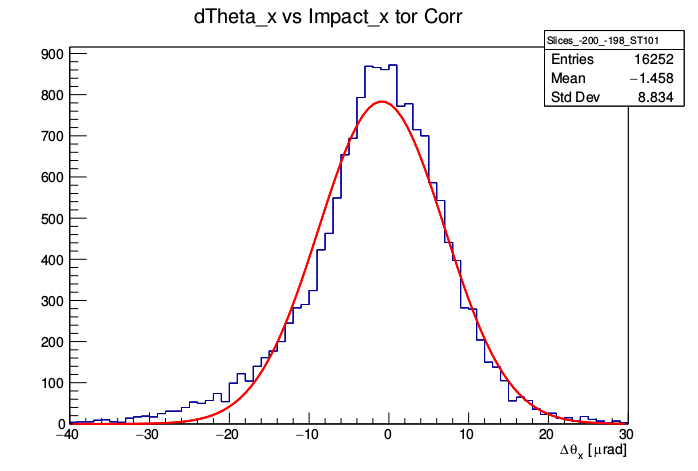 dTheta_x vs Impact_x tor Corr
Slices_-200_-198_ST101
Entries 16252
Mean −1.458
Std Dev 8.834
900
800
700
600
500
400
300
200
100
0
−40 −30 −20 −10 0 10 20 30
Δθx [μrad]